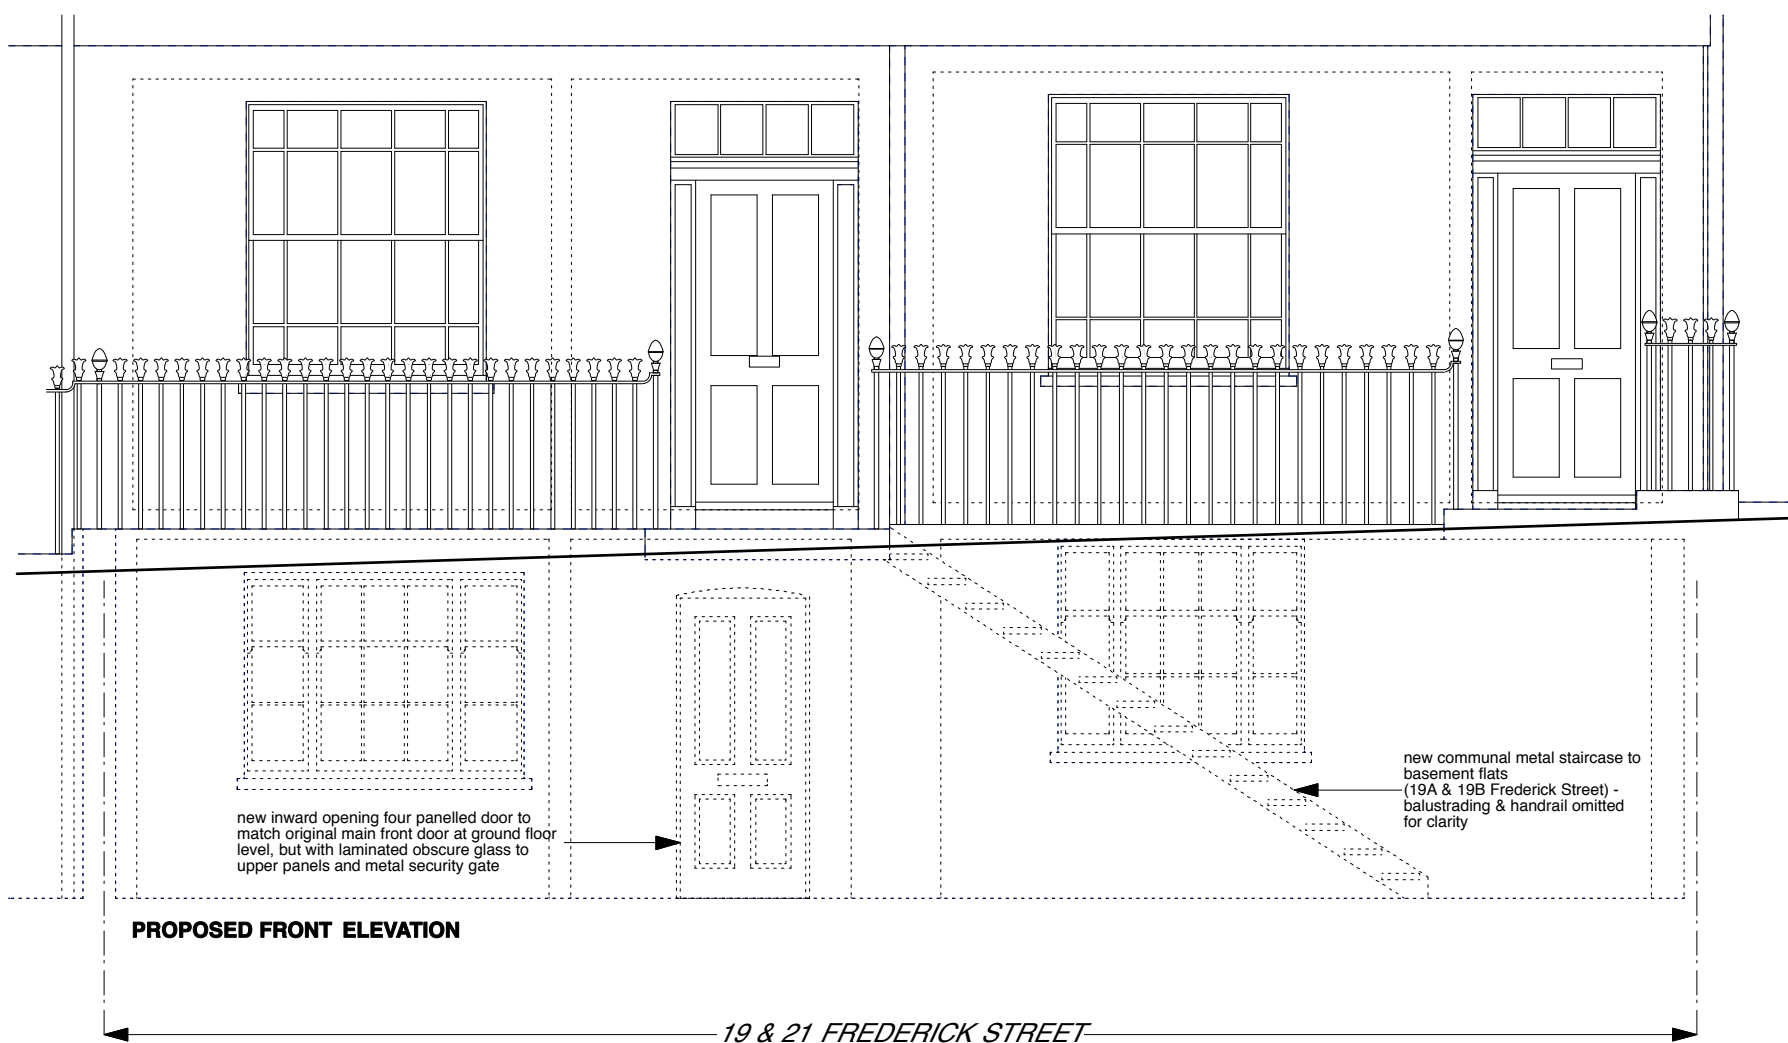 new communal metal staircase to
basement flats
(19A & 19B Frederick Street) -
balustrading & handrail omitted
for clarity
new inward opening four panelled door to
match original main front door at ground floor
level, but with laminated obscure glass to
upper panels and metal security gate
PROPOSED FRONT ELEVATION
19 & 21 FREDERICK STREET